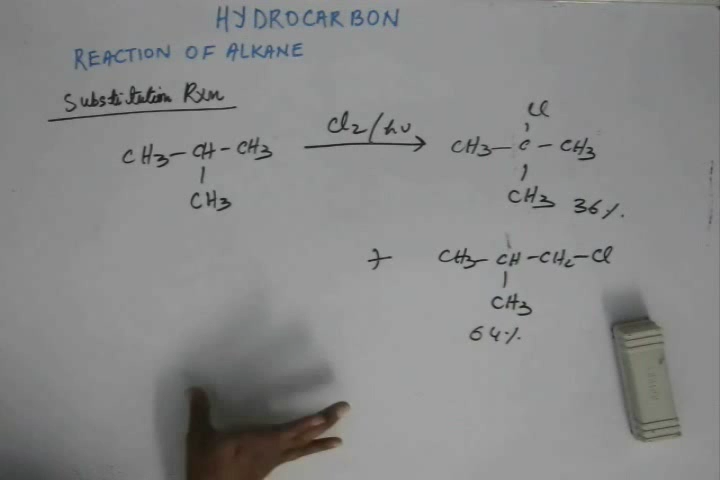 HYDROCARBON
REACTION OF ALKANE
Substitution Rxn
Cl
CH3 – CH – CH3 Cl2/hν CH3 – C – CH3
CH3 CH3 36%
+ CH3 – CH – CH2 – Cl
CH3
64%